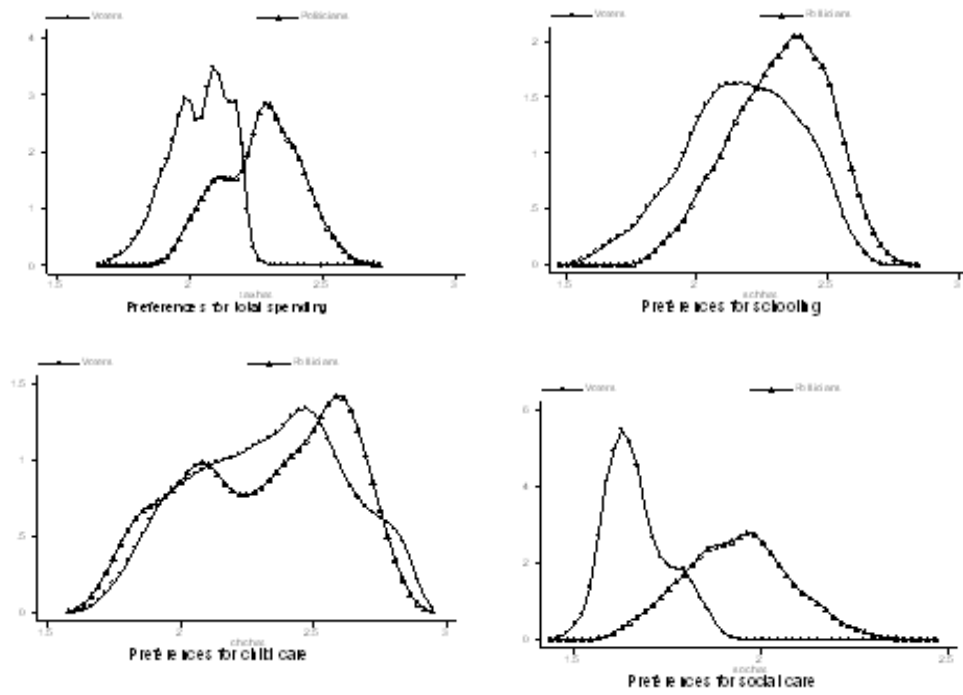 Voters Politicians
4
3
2
1
0
1.5 2 2.5 3
Preferences for total spending
Voters Politicians
2
1.5
1
.5
0
1.5 2 2.5 3
Preferences for schooling
Voters Politicians
1.5
1
.5
0
1.5 2 2.5 3
Preferences for child care
Voters Politicians
6
4
2
0
1.5 2 2.5
Preferences for social care